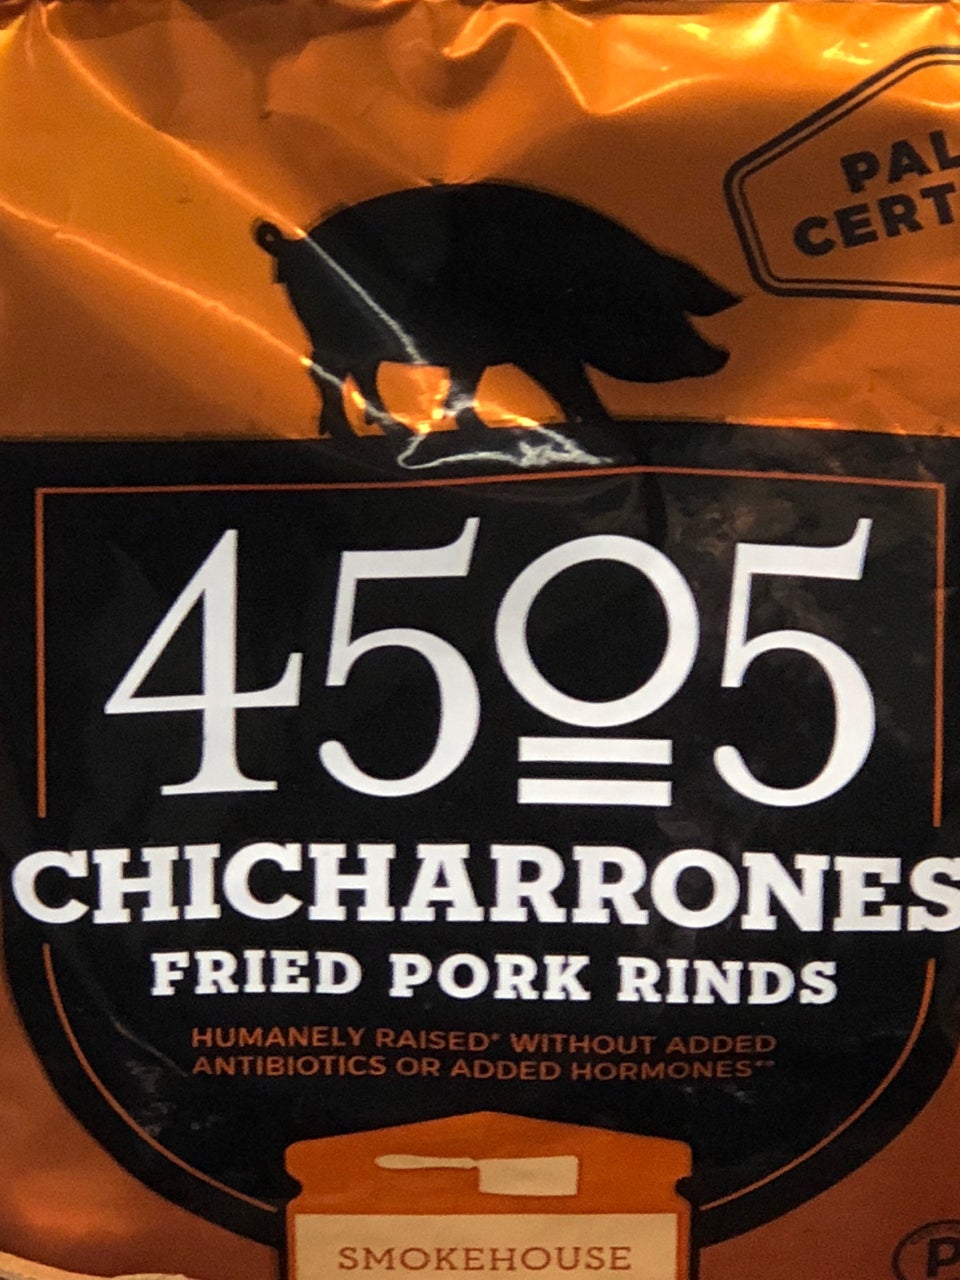 PAL
CERT
4505
CHICHARRONES
FRIED PORK RINDS
HUMANELY RAISED* WITHOUT ADDED
ANTIBIOTICS OR ADDED HORMONES**
SMOKEHOUSE
P